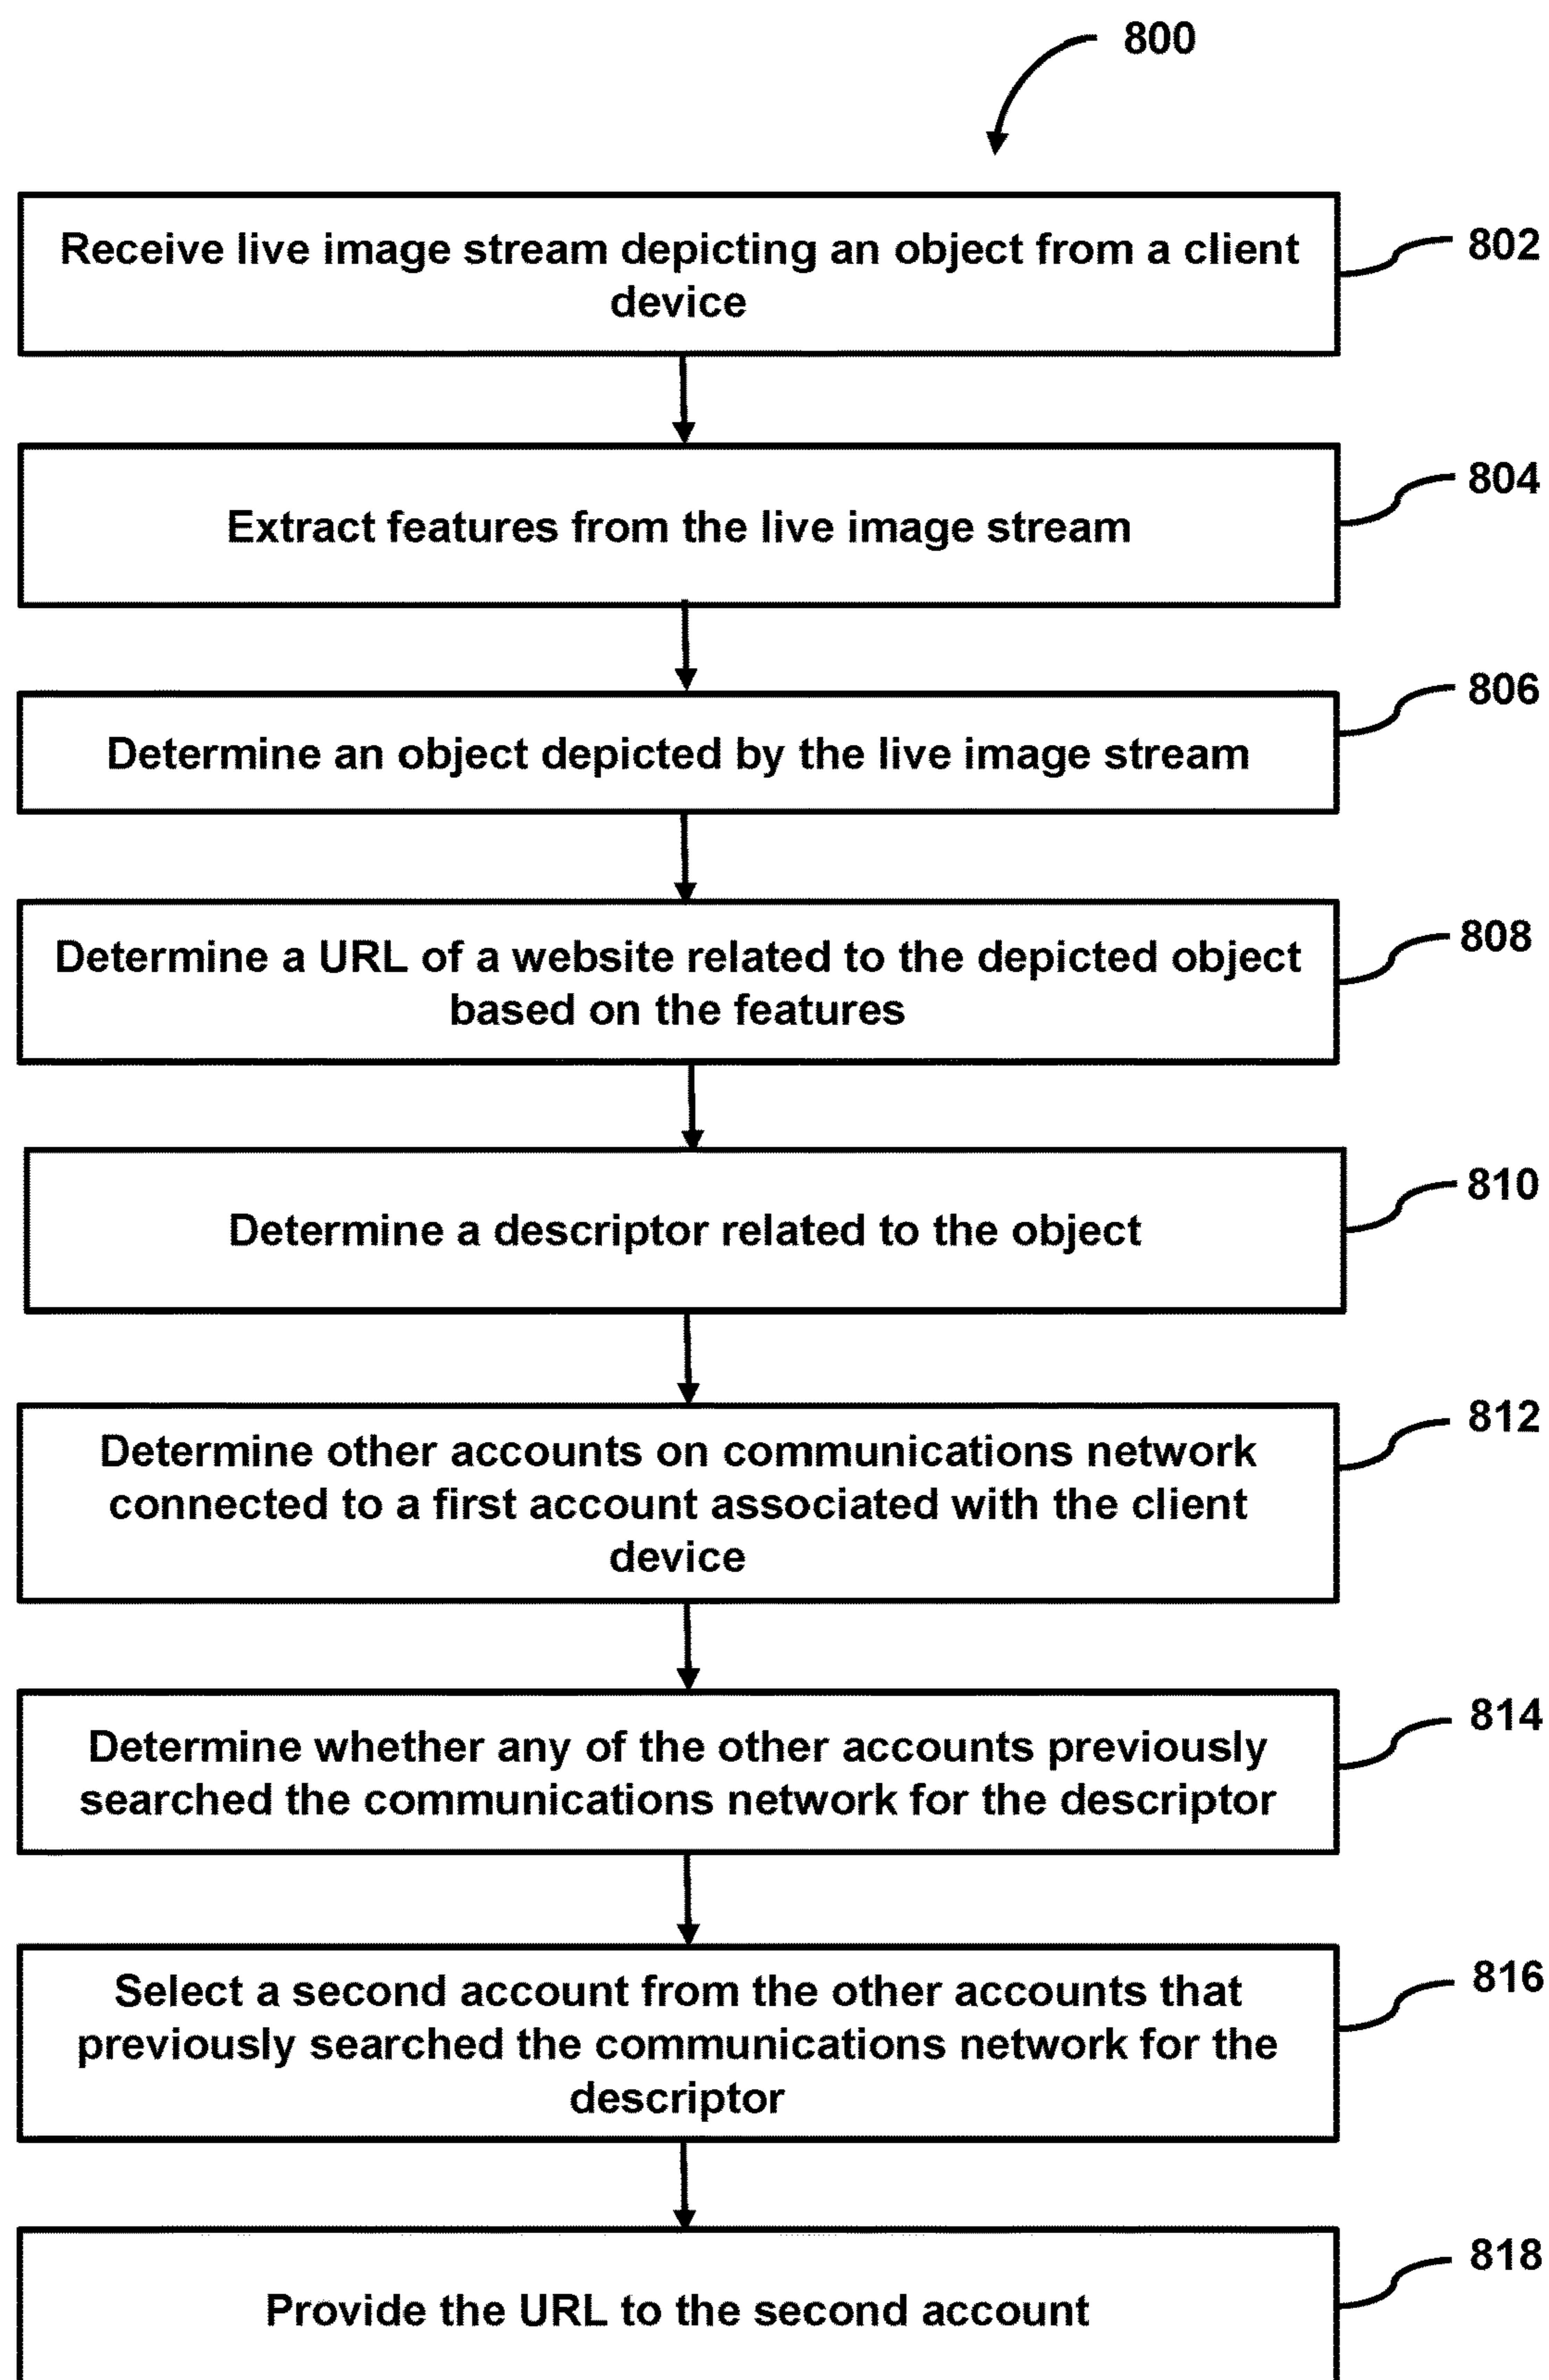 800
Receive live image stream depicting an object from a client
device
802
Extract features from the live image stream
804
Determine an object depicted by the live image stream
806
Determine a URL of a website related to the depicted object
based on the features
808
Determine a descriptor related to the object
810
Determine other accounts on communications network
connected to a first account associated with the client
device
812
Determine whether any of the other accounts previously
searched the communications network for the descriptor
814
Select a second account from the other accounts that
previously searched the communications network for the
descriptor
816
Provide the URL to the second account
818